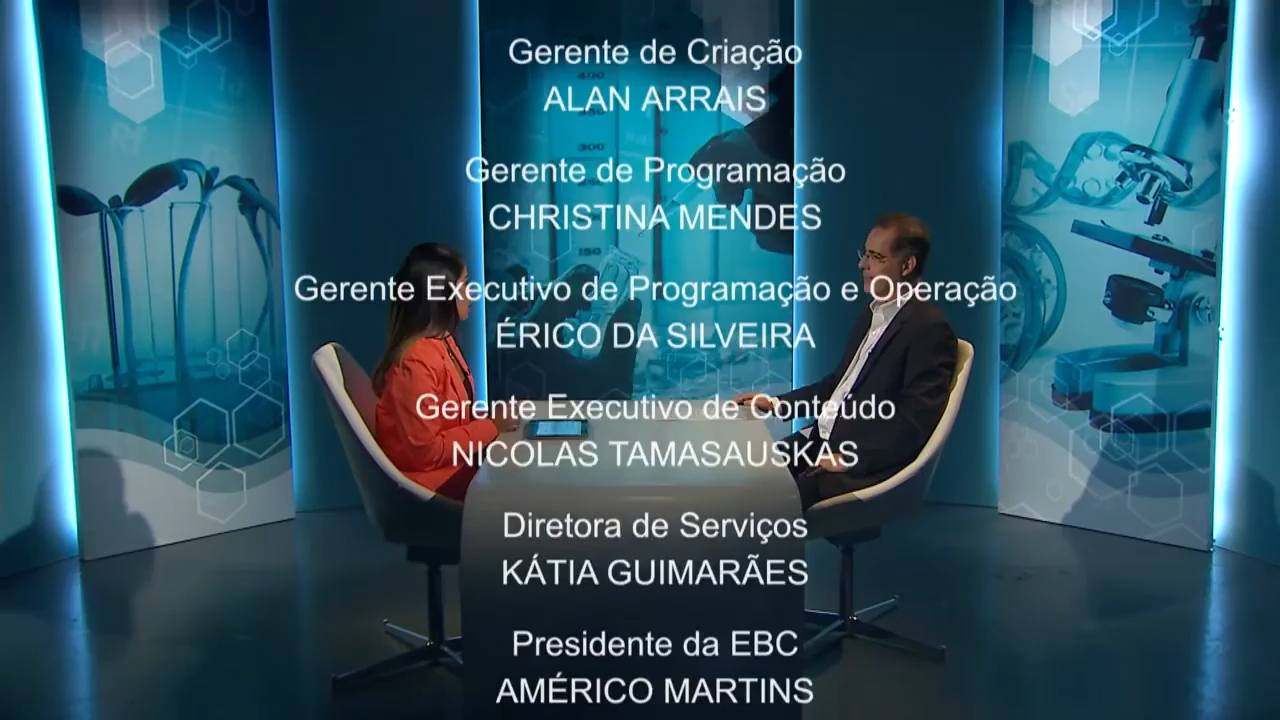 Gerente de Criação
ALAN ARRAIS
Gerente de Programação
CHRISTINA MENDES
Gerente Executivo de Programação e Operação
ÉRICO DA SILVEIRA
Gerente Executivo de Conteúdo
NICOLAS TAMASAUSKAS
Diretora de Serviços
KÁTIA GUIMARÃES
Presidente da EBC
AMÉRICO MARTINS